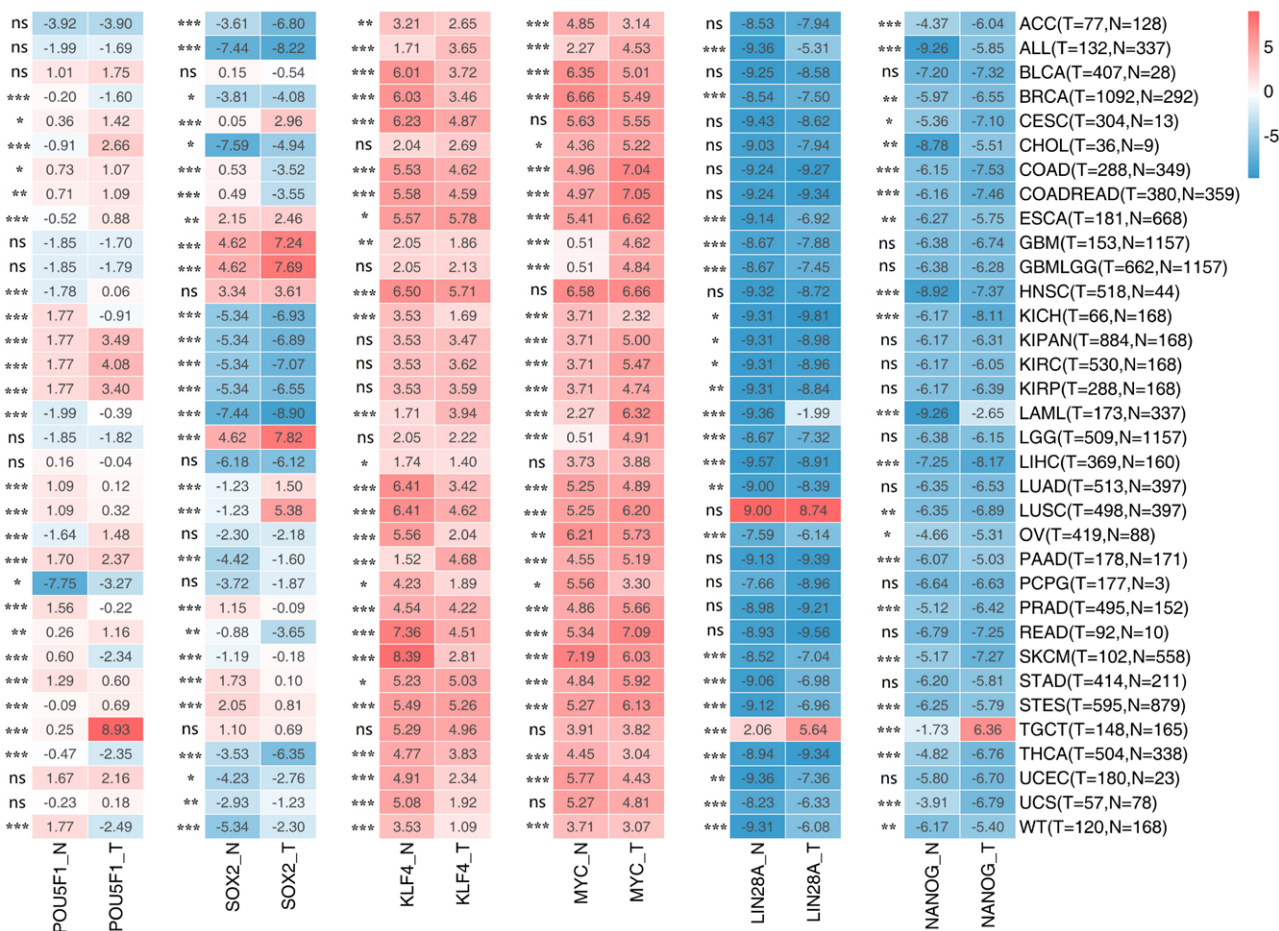 ns -3.92 -3.90 *** -3.61 -6.80 ** 3.21 2.65 *** 4.85 3.14 ns -8.53 -7.94 *** -4.37 -6.04 ACC(T=77,N=128)
ns -1.99 -1.69 *** -7.44 -8.22 *** 1.71 3.65 *** 2.27 4.53 *** -9.36 -5.31 *** -9.26 -5.85 ALL(T=132,N=337)
ns 1.01 1.75 ns 0.15 -0.54 *** 6.01 3.72 *** 6.35 5.01 ns -9.25 -8.58 ns -7.20 -7.32 BLCA(T=407,N=28)
*** -0.20 -1.60 * -3.81 -4.08 *** 6.03 3.46 *** 6.66 5.49 *** -8.54 -7.50 ** -5.97 -6.55 BRCA(T=1092,N=292)
* 0.36 1.42 *** 0.05 2.96 *** 6.23 4.87 ns 5.63 5.55 ns -9.43 -8.62 * -5.36 -7.10 CESC(T=304,N=13)
*** -0.91 2.66 * -7.59 -4.94 ns 2.04 2.69 * 4.36 5.22 ns -9.03 -7.94 ** -8.78 -5.51 CHOL(T=36,N=9)
* 0.73 1.07 *** 0.53 -3.52 *** 5.53 4.62 *** 4.96 7.04 ns -9.24 -9.27 *** -6.15 -7.53 COAD(T=288,N=349)
** 0.71 1.09 *** 0.49 -3.55 *** 5.58 4.59 *** 4.97 7.05 ns -9.24 -9.34 *** -6.16 -7.46 COADREAD(T=380,N=359)
*** -0.52 0.88 ** 2.15 2.46 * 5.57 5.78 *** 5.41 6.62 *** -9.14 -6.92 ** -6.27 -5.75 ESCA(T=181,N=668)
ns -1.85 -1.70 *** 4.62 7.24 ** 2.05 1.86 *** 0.51 4.62 *** -8.67 -7.88 ns -6.38 -6.74 GBM(T=153,N=1157)
ns -1.85 -1.79 *** 4.62 7.69 ns 2.05 2.13 *** 0.51 4.84 *** -8.67 -7.45 ns -6.38 -6.28 GBMLGG(T=662,N=1157)
*** -1.78 0.06 ns 3.34 3.61 *** 6.50 5.71 ns 6.58 6.66 ns -9.32 -8.72 *** -8.92 -7.37 HNSC(T=518,N=44)
*** 1.77 -0.91 *** -5.34 -6.93 *** 3.53 1.69 *** 3.71 2.32 * -9.31 -9.81 *** -6.17 -8.11 KICH(T=66,N=168)
*** 1.77 3.49 *** -5.34 -6.89 ns 3.53 3.47 *** 3.71 5.00 * -9.31 -8.98 ns -6.17 -6.31 KIPAN(T=884,N=168)
*** 1.77 4.08 *** -5.34 -7.07 ns 3.53 3.62 *** 3.71 5.47 * -9.31 -8.96 ns -6.17 -6.05 KIRC(T=530,N=168)
*** 1.77 3.40 *** -5.34 -6.55 ns 3.53 3.59 *** 3.71 4.74 ** -9.31 -8.84 ns -6.17 -6.39 KIRP(T=288,N=168)
*** -1.99 -0.39 *** -7.44 -8.90 *** 1.71 3.94 *** 2.27 6.32 *** -9.36 -1.99 *** -9.26 -2.65 LAML(T=173,N=337)
ns -1.85 -1.82 *** 4.62 7.82 ns 2.05 2.22 *** 0.51 4.91 *** -8.67 -7.32 ns -6.38 -6.15 LGG(T=509,N=1157)
ns 0.16 -0.04 ns -6.18 -6.12 * 1.74 1.40 ns 3.73 3.88 *** -9.57 -8.91 *** -7.25 -8.17 LIHC(T=369,N=160)
*** 1.09 0.12 *** -1.23 1.50 *** 6.41 3.42 *** 5.25 4.89 ** -9.00 -8.39 ns -6.35 -6.53 LUAD(T=513,N=397)
*** 1.09 0.32 *** -1.23 5.38 *** 6.41 4.62 *** 5.25 6.20 ns 9.00 8.74 ** -6.35 -6.89 LUSC(T=498,N=397)
*** -1.64 1.48 ns -2.30 -2.18 *** 5.56 2.04 ** 6.21 5.73 *** -7.59 -6.14 * -4.66 -5.31 OV(T=419,N=88)
*** 1.70 2.37 *** -4.42 -1.60 *** 1.52 4.68 *** 4.55 5.19 ns -9.13 -9.39 *** -6.07 -5.03 PAAD(T=178,N=171)
* -7.75 -3.27 ns -3.72 -1.87 * 4.23 1.89 * 5.56 3.30 ns -7.66 -8.96 ns -6.64 -6.63 PCPG(T=177,N=3)
*** 1.56 -0.22 *** 1.15 -0.09 *** 4.54 4.22 *** 4.86 5.66 ns -8.98 -9.21 *** -5.12 -6.42 PRAD(T=495,N=152)
** 0.26 1.16 ** -0.88 -3.65 *** 7.36 4.51 *** 5.34 7.09 ns -8.93 -9.56 ns -6.79 -7.25 READ(T=92,N=10)
*** 0.60 -2.34 *** -1.19 -0.18 *** 8.39 2.81 *** 7.19 6.03 *** -8.52 -7.04 *** -5.17 -7.27 SKCM(T=102,N=558)
*** 1.29 0.60 *** 1.73 0.10 * 5.23 5.03 *** 4.84 5.92 *** -9.06 -6.98 ns -6.20 -5.81 STAD(T=414,N=211)
*** -0.09 0.69 *** 2.05 0.81 *** 5.49 5.26 *** 5.27 6.13 *** -9.12 -6.96 *** -6.25 -5.79 STES(T=595,N=879)
*** 0.25 8.93 ns 1.10 0.69 ns 5.29 4.96 ns 3.91 3.82 *** 2.06 5.64 *** -1.73 6.36 TGCT(T=148,N=165)
*** -0.47 -2.35 *** -3.53 -6.35 *** 4.77 3.83 *** 4.45 3.04 *** -8.94 -9.34 *** -4.82 -6.76 THCA(T=504,N=338)
ns 1.67 2.16 * -4.23 -2.76 *** 4.91 2.34 *** 5.77 4.43 ** -9.36 -7.36 ns -5.80 -6.70 UCEC(T=180,N=23)
ns -0.23 0.18 ** -2.93 -1.23 *** 5.08 1.92 ns 5.27 4.81 *** -8.23 -6.33 *** -3.91 -6.79 UCS(T=57,N=78)
*** 1.77 -2.49 *** -5.34 -2.30 *** 3.53 1.09 *** 3.71 3.07 *** -9.31 -6.08 ** -6.17 -5.40 WT(T=120,N=168)
POU5F1_N POU5F1_T SOX2_N SOX2_T KLF4_N KLF4_T MYC_N MYC_T LIN28A_N LIN28A_T NANOG_N NANOG_T
5
0
-5